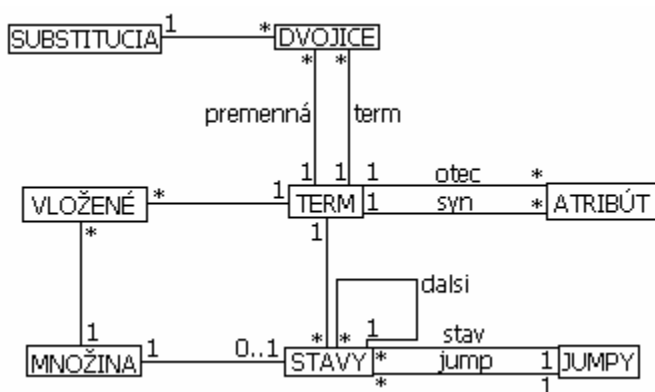 SUBSTITUCIA 1 * DVOJICE
* *
premenná term
1 1 1 otec *
VLOŽENÉ * 1 TERM 1 syn * ATRIBÚT
* 1
dalsi
1 0..1 * * 1 stav
MNOŽINA 1 STAVY * jump 1 JUMPY
* 1